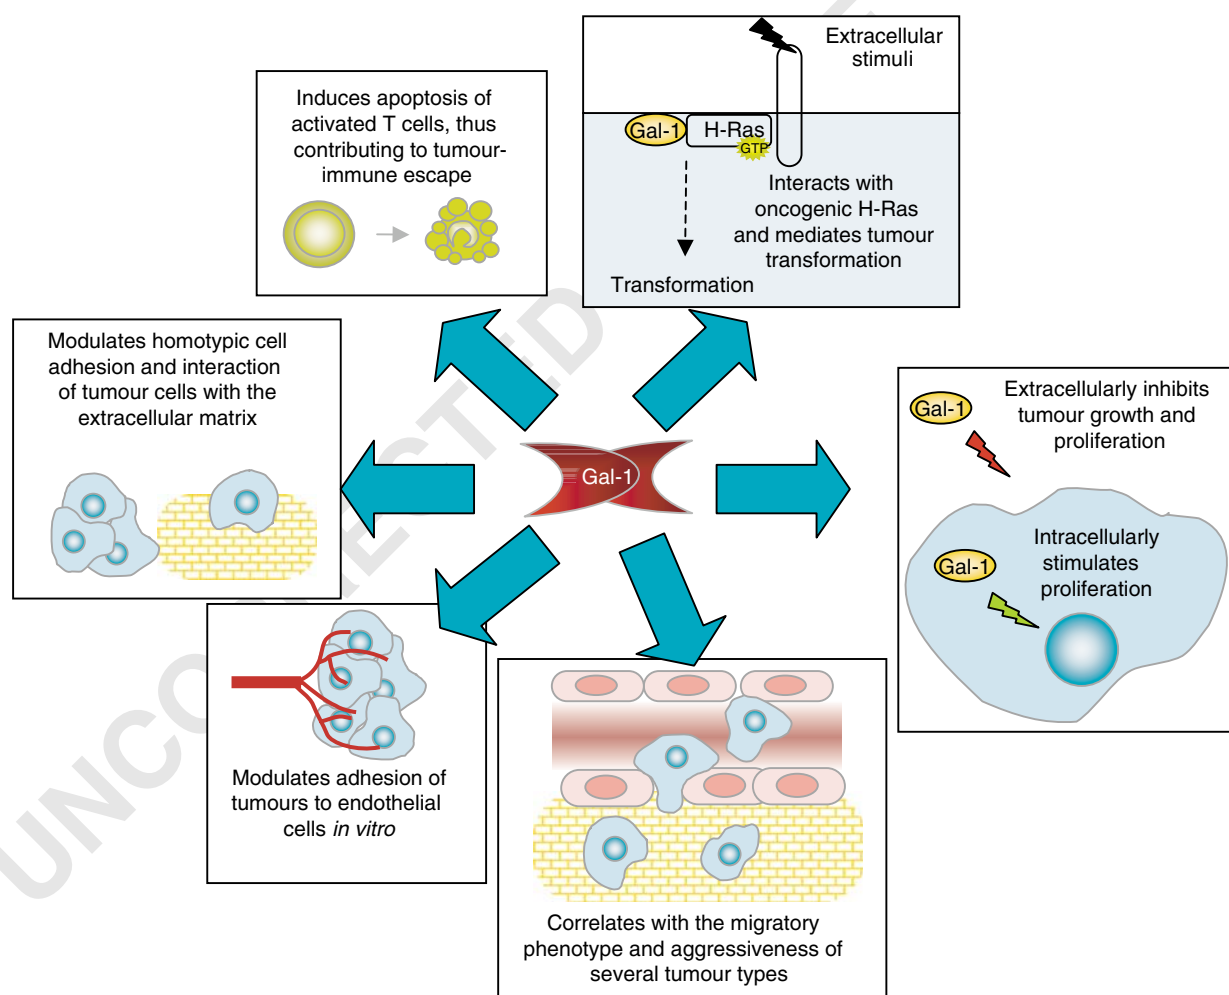 Extracellular
stimuli
Gal-1
H-Ras
GTP
Interacts with
oncogenic H-Ras
and mediates tumour
transformation
Transformation
Induces apoptosis of
activated T cells, thus
contributing to tumour-
immune escape
Modulates homotypic cell
adhesion and interaction
of tumour cells with the
extracellular matrix
Extracellularly inhibits
tumour growth and
proliferation
Gal-1
Intracellularly
stimulates
proliferation
Gal-1
Gal-1
Modulates adhesion of
tumours to endothelial
cells in vitro
Correlates with the migratory
phenotype and aggressiveness of
several tumour types